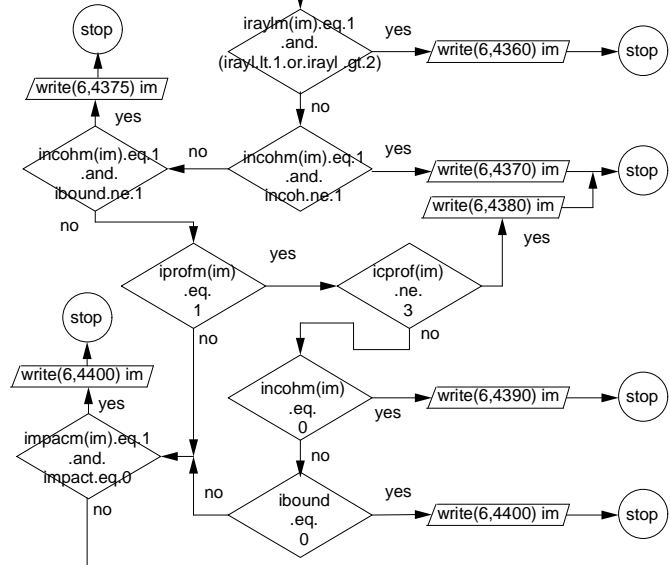 stop
iraylm(im).eq.1
.and.
(irayl.lt.1.or.irayl .gt.2)
yes
write(6,4360) im
stop
write(6,4375) im
yes
no
incohm(im).eq.1
.and.
ibound.ne.1
no
incohm(im).eq.1
.and.
incoh.ne.1
yes
write(6,4370) im
stop
write(6,4380) im
no
yes
iprofm(im)
.eq.
1
yes
icprof(im)
.ne.
3
no
no
stop
write(6,4400) im
yes
incohm(im)
.eq.
0
yes
write(6,4390) im
stop
impacm(im).eq.1
.and.
impact.eq.0
no
no
no
ibound
.eq.
0
yes
write(6,4400) im
stop